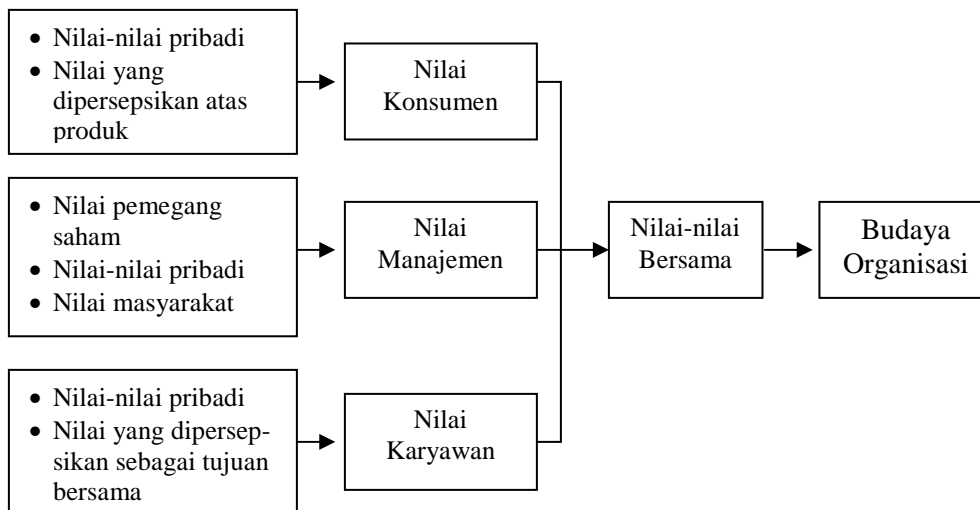 • Nilai-nilai pribadi
• Nilai yang
dipersepsikan atas
produk
Nilai
Konsumen
• Nilai pemegang
saham
• Nilai-nilai pribadi
• Nilai masyarakat
Nilai
Manajemen
Nilai-nilai
Bersama
Budaya
Organisasi
• Nilai-nilai pribadi
• Nilai yang dipersep-
sikan sebagai tujuan
bersama
Nilai
Karyawan